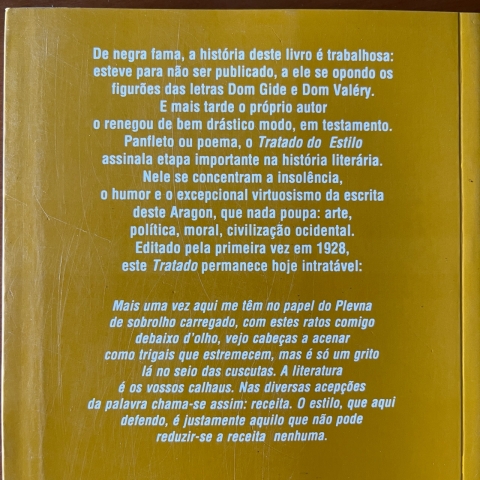 De negra fama, a história deste livro é trabalhosa:
esteve para não ser publicado, a ele se opondo os
figurões das letras Dom Gide e Dom Valéry.
E mais tarde o próprio autor
o renegou de bem drástico modo, em testamento.
Panfleto ou poema, o Tratado do Estilo
assinala etapa importante na história literária.
Nele se concentram a insolência,
o humor e o excepcional virtuosismo da escrita
deste Aragon, que nada poupa: arte,
política, moral, civilização ocidental.
Editado pela primeira vez em 1928,
este Tratado permanece hoje intratável:
Mais uma vez aqui me têm no papel do Plevna
de sobrolho carregado, com estes ratos comigo
debaixo d'olho, vejo cabeças a acenar
como trigais que estremecem, mas é só um grito
lá no seio das cuscutas. A literatura
é os vossos calhaus. Nas diversas acepções
da palavra chama-se assim: receita. O estilo, que aqui
defendo, é justamente aquilo que não pode
reduzir-se a receita nenhuma.